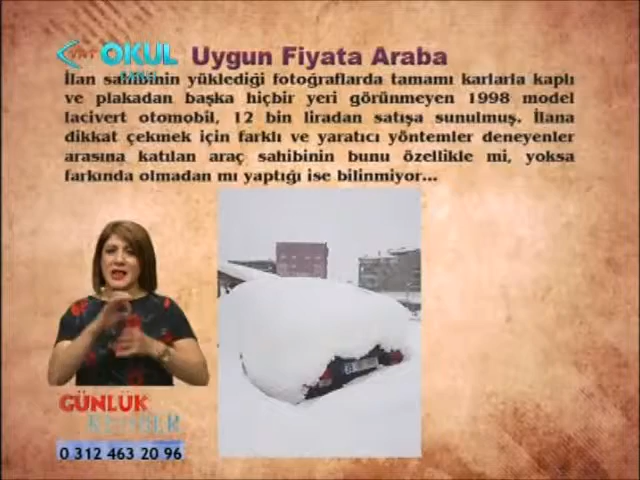 TRT OKUL Uygun Fiyata Araba
İlan sahibinin yüklediği fotoğraflarda tamamı karlarla kaplı
ve plakadan başka hiçbir yeri görünmeyen 1998 model
lacivert otomobil, 12 bin liradan satışa sunulmuş. İlana
dikkat çekmek için farklı ve yaratıcı yöntemler deneyenler
arasına katılan araç sahibinin bunu özellikle mi, yoksa
farkında olmadan mı yaptığı ise bilinmiyor...
GÜNLÜK
0 312 463 20 96